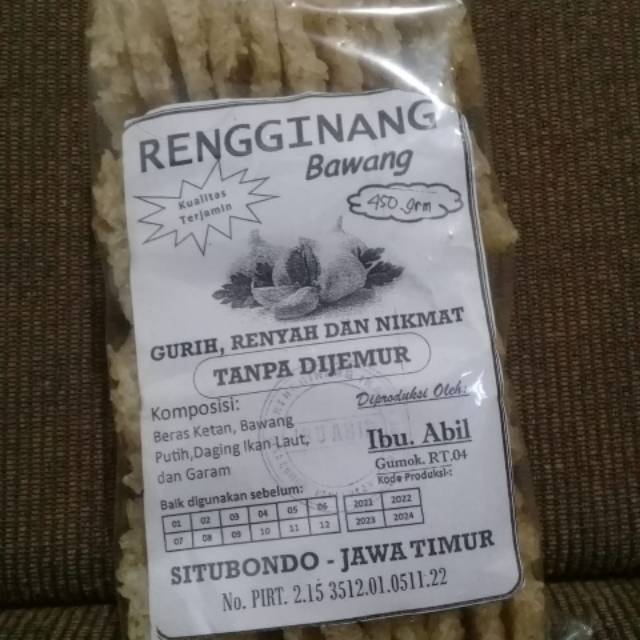 RENGGINANG
Bawang
Kualitas
Terjamin
450 grm
GURIH, RENYAH DAN NIKMAT
TANPA DIJEMUR
Komposisi:
Beras Ketan, Bawang
Putih, Daging Ikan Laut,
dan Garam
Diproduksi Oleh:
Ibu. Abil
Gumok. RT.04
Kode Produksi:
Baik digunakan sebelum:
01 02 03 04 05 06
07 08 09 10 11 12
2021 2022
2023 2024
SITUBONDO - JAWA TIMUR
No. PIRT. 2.15 3512.01.0511.22